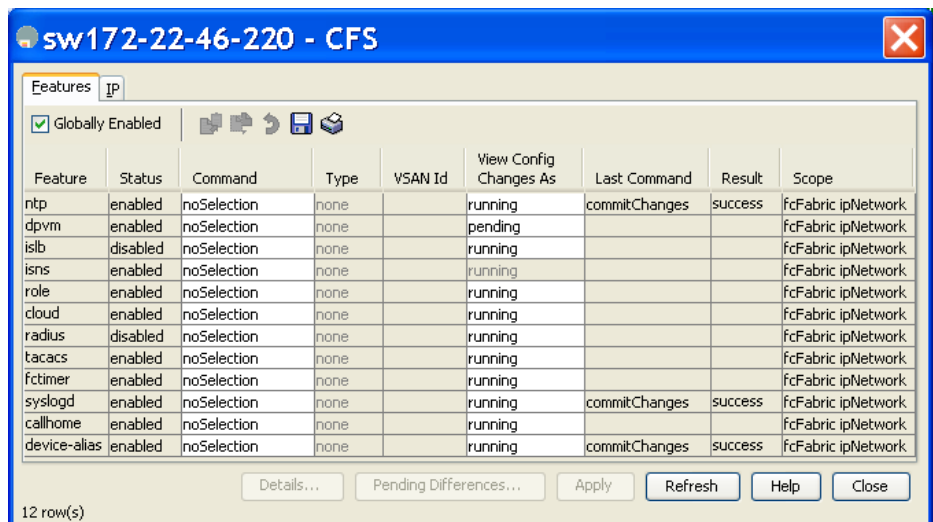 sw172-22-46-220 - CFS
Features IP
Globally Enabled
Feature Status Command Type VSAN Id View Config Changes As Last Command Result Scope
ntp enabled noSelection none running commitChanges success fcFabric ipNetwork
dpvm enabled noSelection none pending fcFabric ipNetwork
islb disabled noSelection none running fcFabric ipNetwork
isns enabled noSelection none running fcFabric ipNetwork
role enabled noSelection none running fcFabric ipNetwork
cloud enabled noSelection none running fcFabric ipNetwork
radius disabled noSelection none running fcFabric ipNetwork
tacacs enabled noSelection none running fcFabric ipNetwork
fctimer enabled noSelection none running fcFabric ipNetwork
syslogd enabled noSelection none running commitChanges success fcFabric ipNetwork
callhome enabled noSelection none running fcFabric ipNetwork
device-alias enabled noSelection none running commitChanges success fcFabric ipNetwork
Details... Pending Differences... Apply Refresh Help Close
12 row(s)